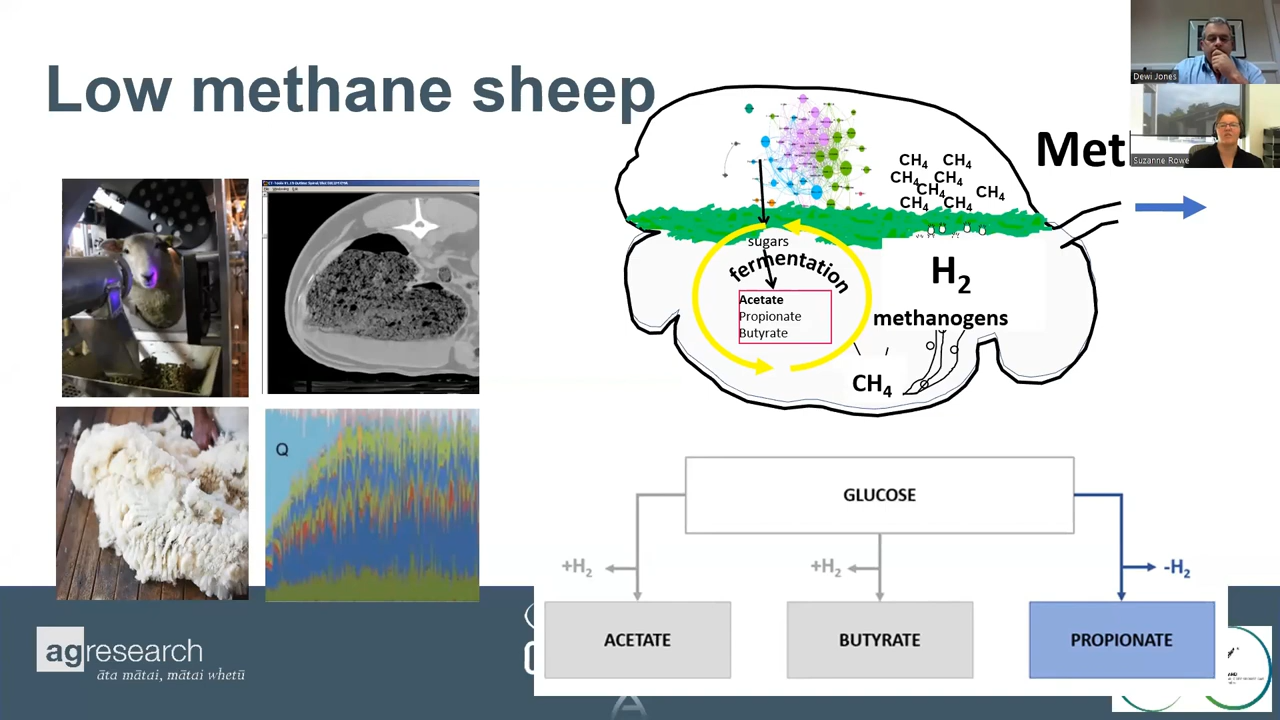 Low methane sheep
Dewi Jones
Suzanne Rowe
Met
CH4 CH4
CH4 CH4
CH4 CH4
CH4 CH4
sugars
fermentation
Acetate
Propionate
Butyrate
H2
methanogens
CH4
Q
GLUCOSE
+H2
+H2
-H2
ACETATE
BUTYRATE
PROPIONATE
agresearch
āta mātai, mātai whetū